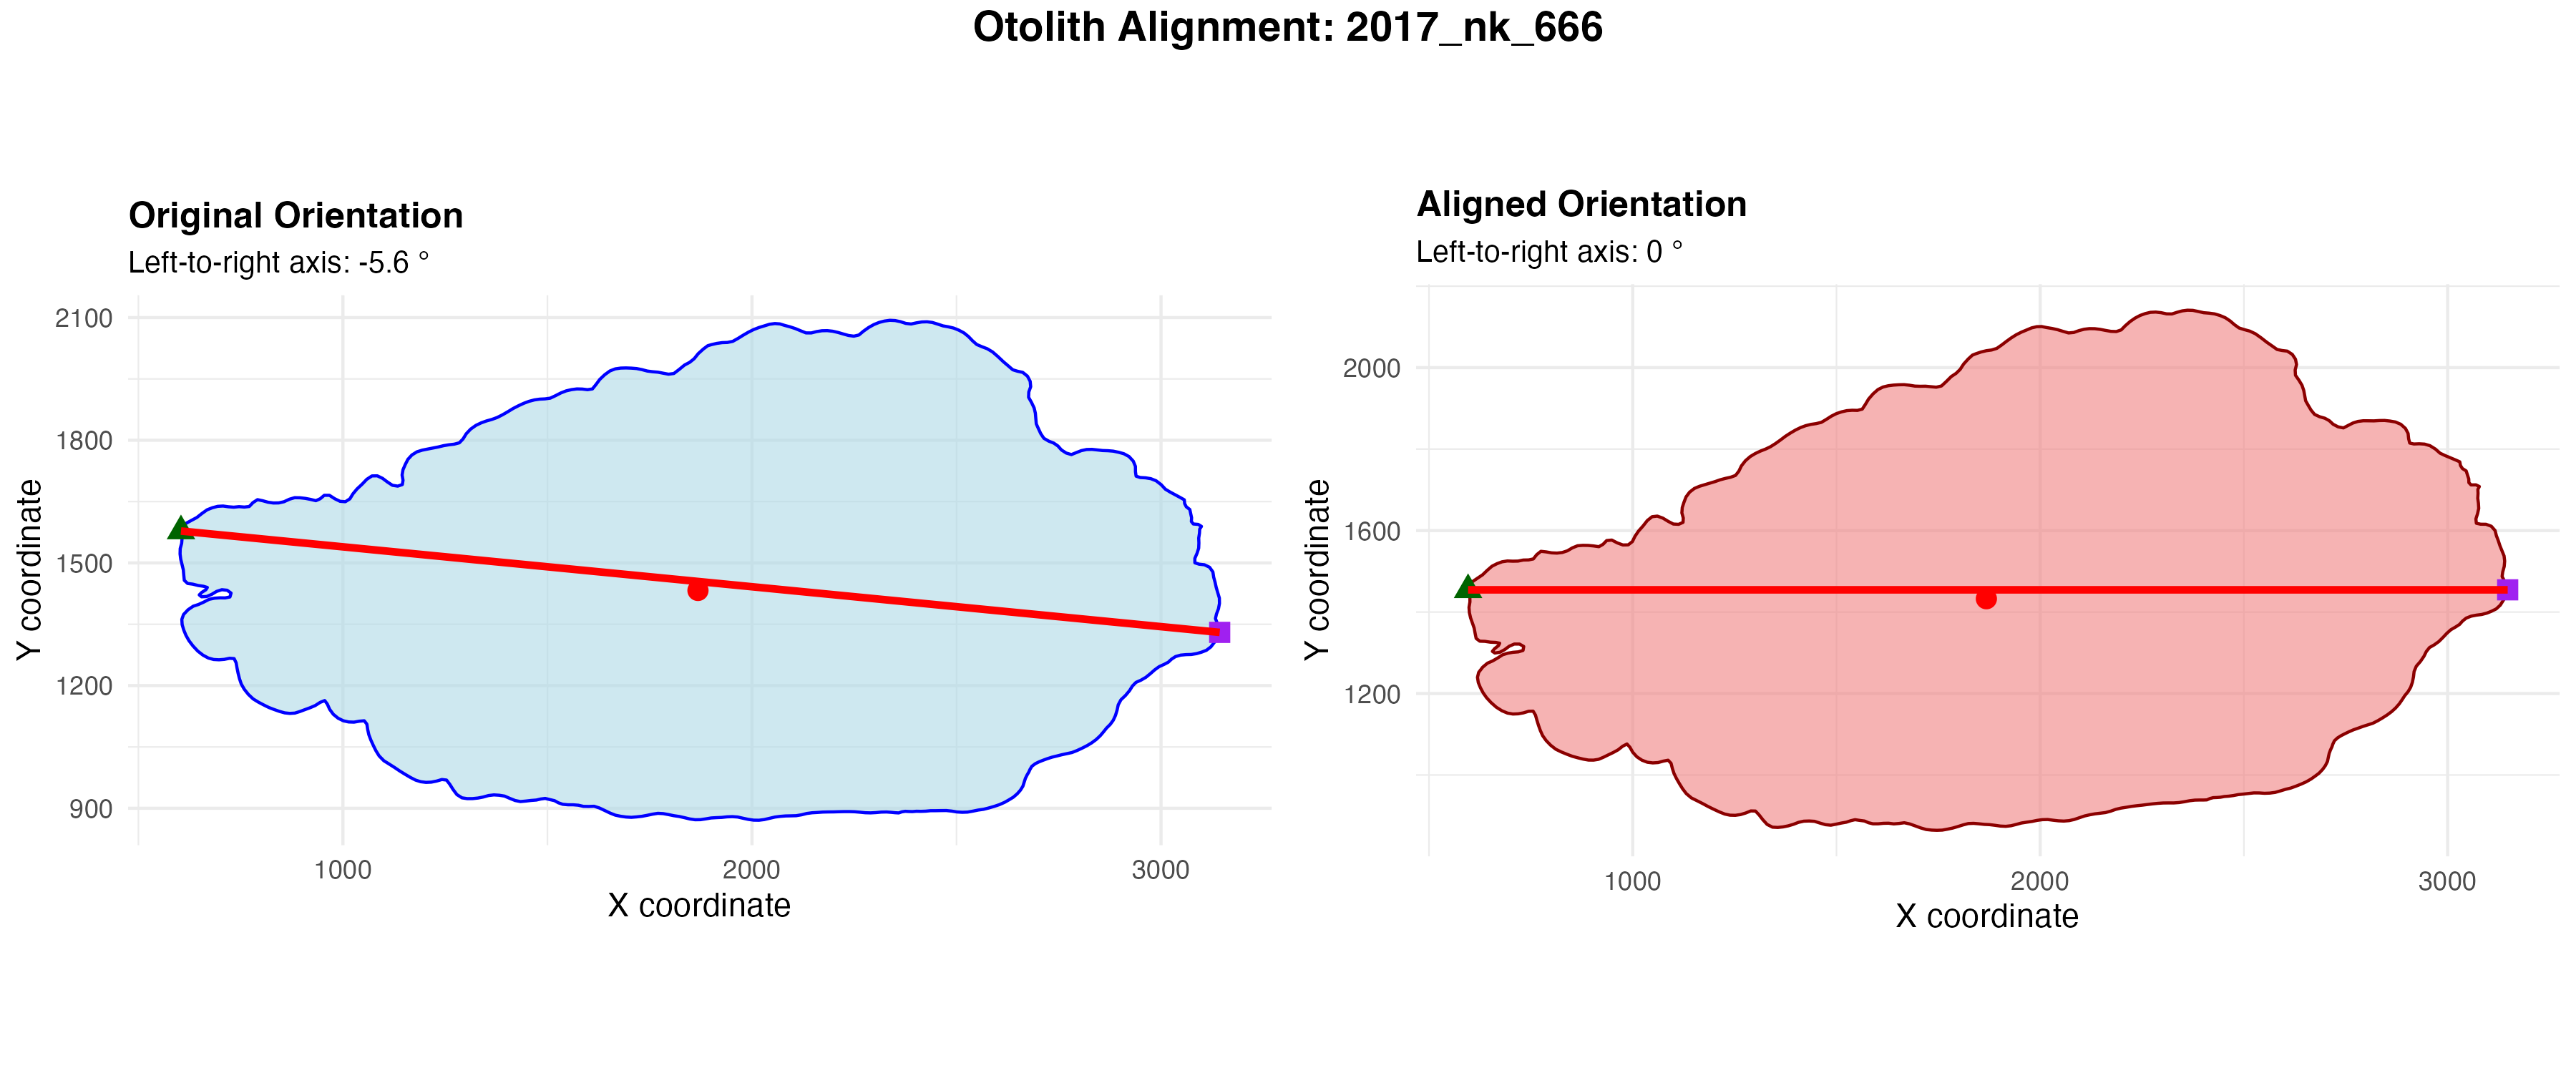 Otolith Alignment: 2017_nk_666
Original Orientation
Left-to-right axis: -5.6 °
2100
1800
1500
1200
900
1000
2000
3000
X coordinate
Y coordinate
Aligned Orientation
Left-to-right axis: 0 °
2000
1600
1200
1000
2000
3000
X coordinate
Y coordinate